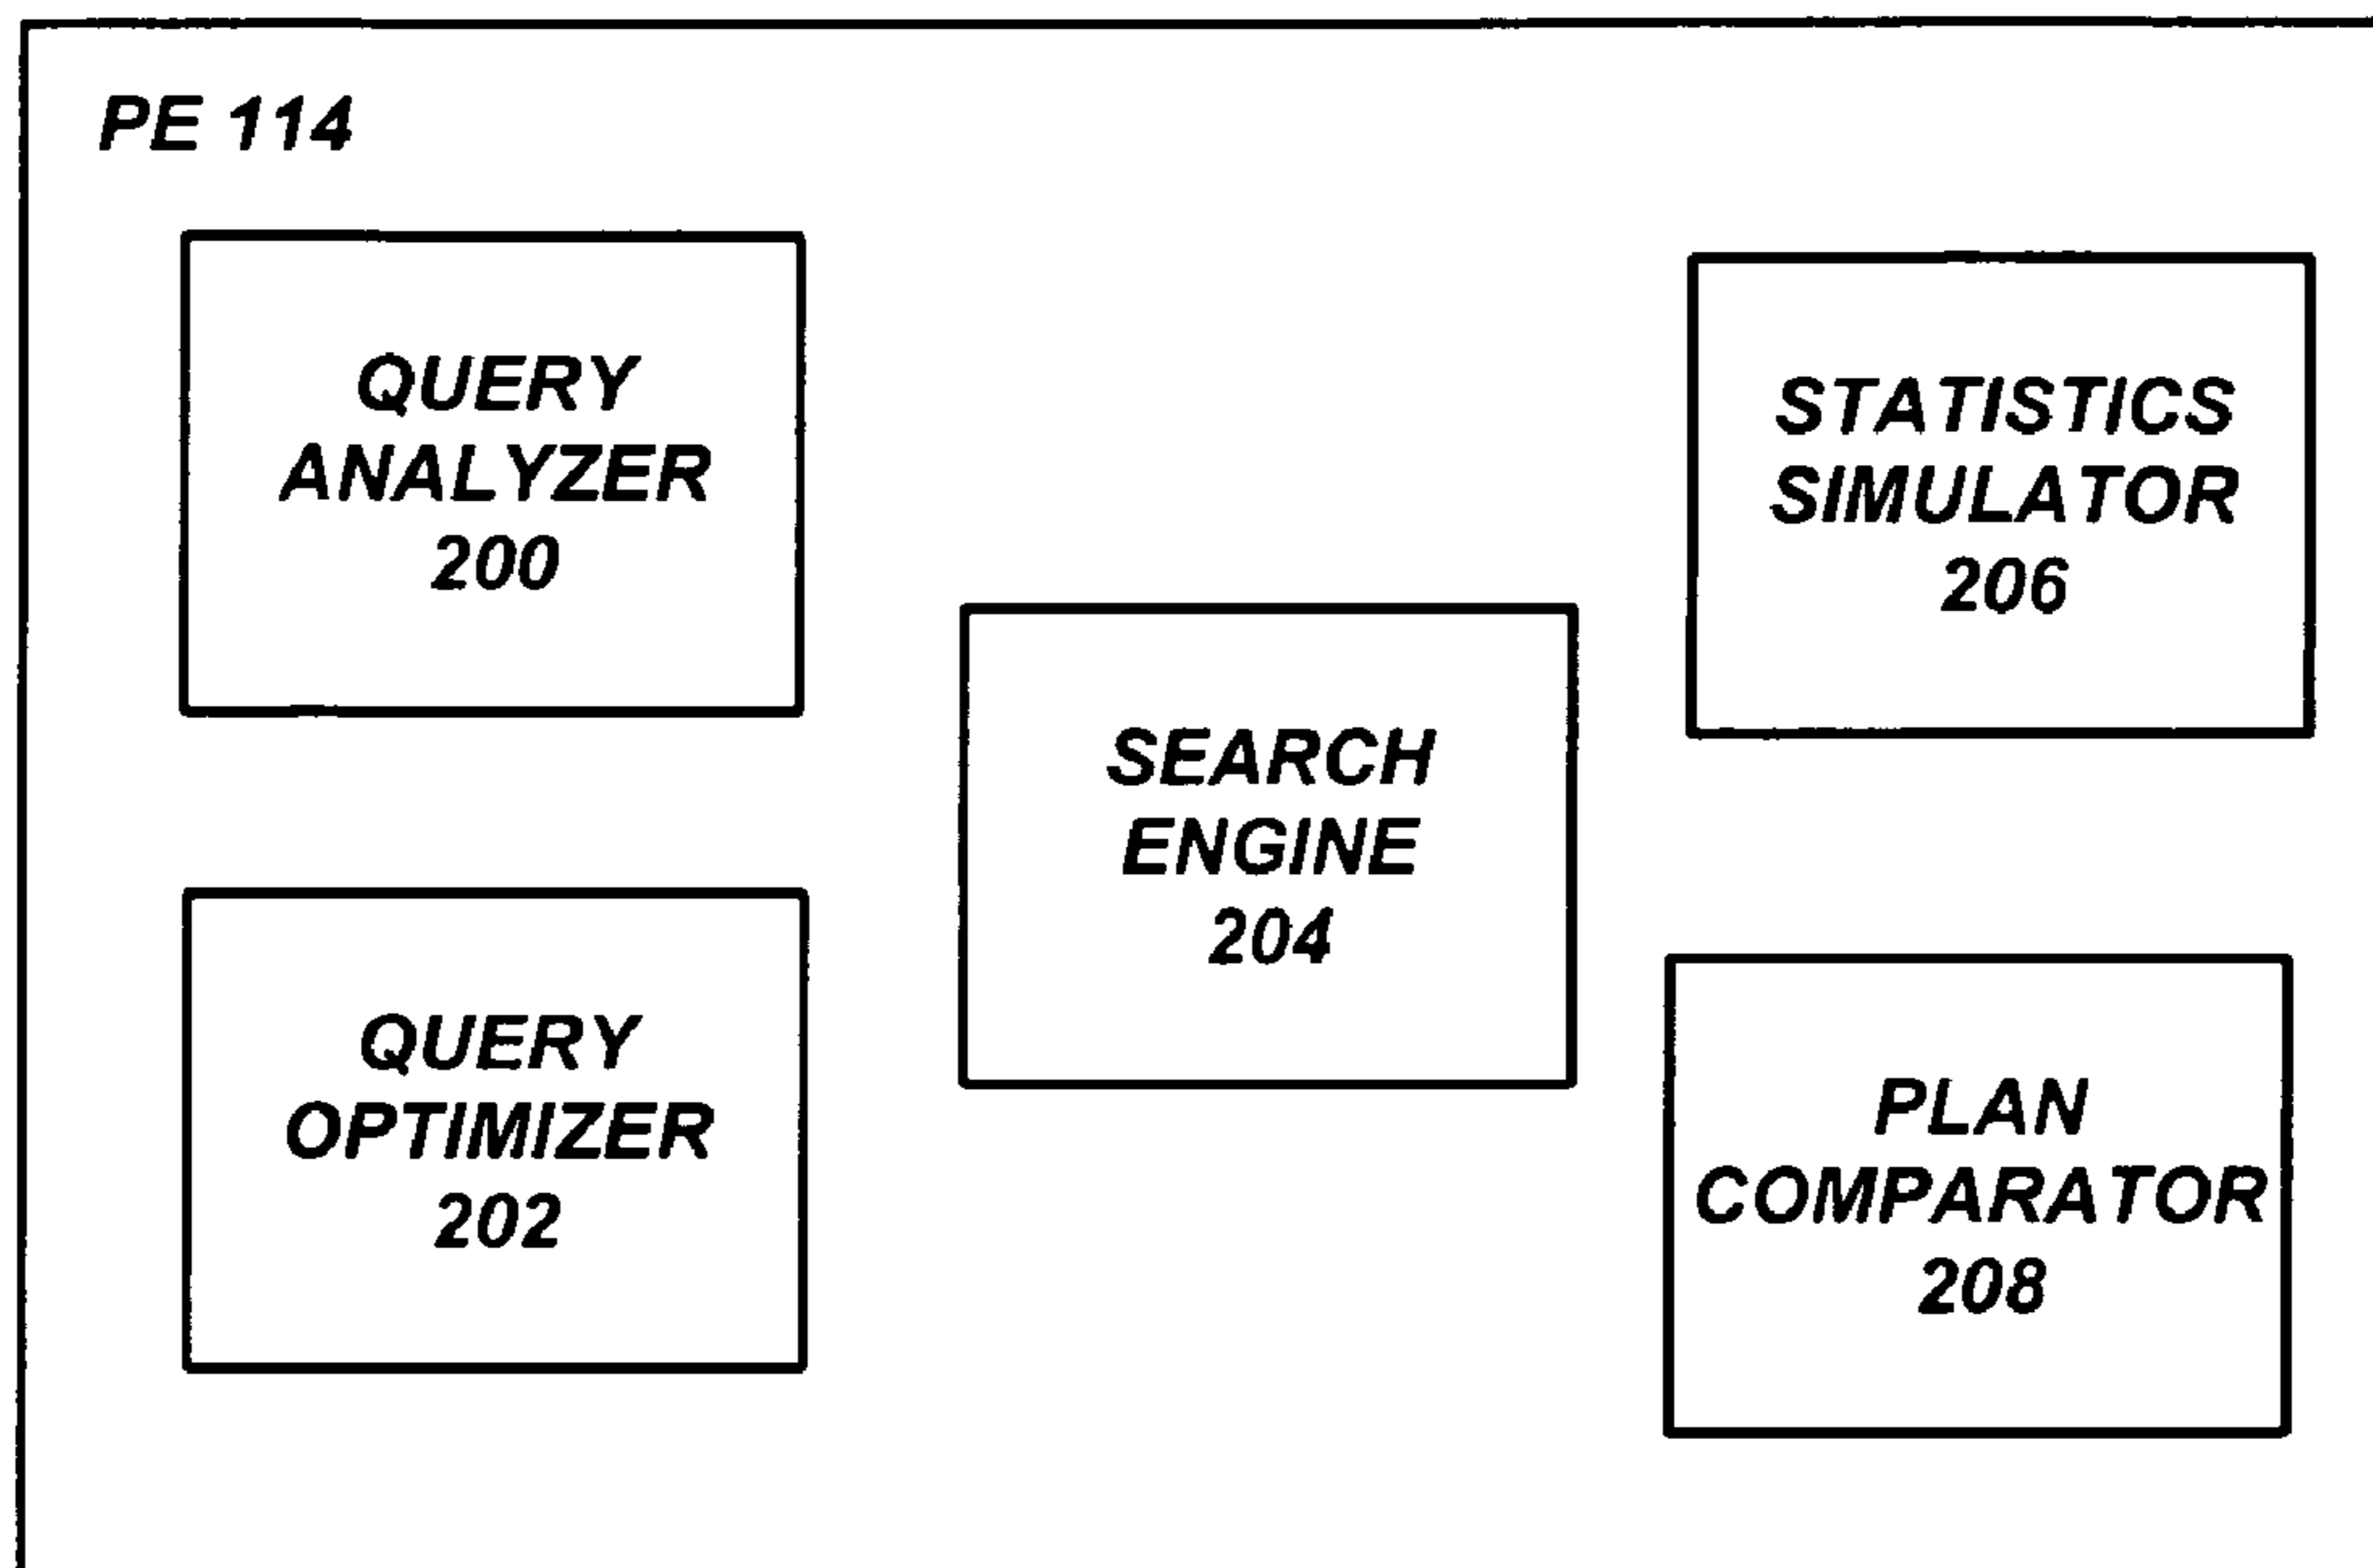 PE 114
QUERY
ANALYZER
200
QUERY
OPTIMIZER
202
SEARCH
ENGINE
204
STATISTICS
SIMULATOR
206
PLAN
COMPARATOR
208